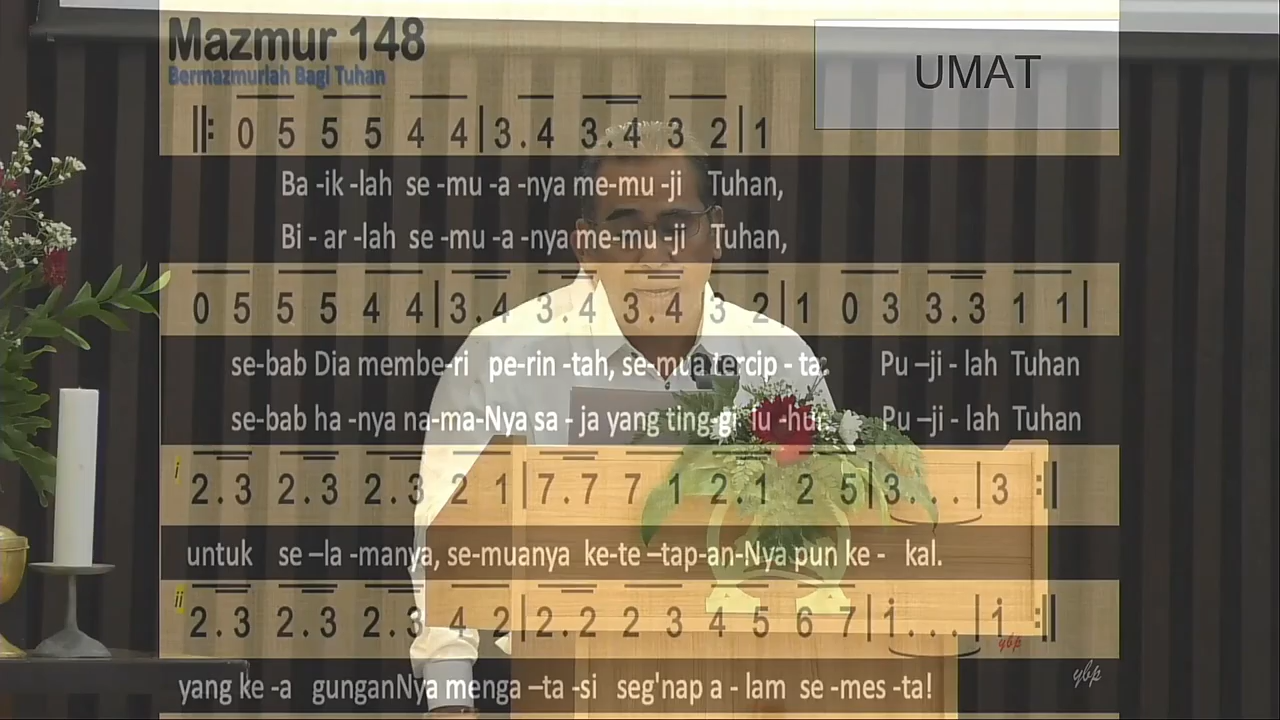 Mazmur 148
Bermazmurlah Bagi Tuhan
UMAT
||: 0 5 5 5 4 4|3.4 3.4 3 2|1
Ba -ik -lah se -mu -a -nya me-mu -ji Tuhan,
Bi - ar -lah se -mu -a -nya me-mu -ji Tuhan,
0 5 5 5 4 4|3.4 3.4 3.4 3 2|1 0 3 3.3 1 1|
se-bab Dia membe-ri pe-rin -tah, se-mua tercip - ta: Pu –ji - lah Tuhan
se-bab ha -nya na-ma-Nya sa - ja yang ting-gi lu -hur. Pu –ji - lah Tuhan
i
2.3 2.3 2.3 2 1|7.7 7 1 2.1 2 5|3...|3 :||
untuk se –la -manya, se-muanya ke-te –tap-an-Nya pun ke - kal.
ii
2.3 2.3 2.3 4 2|2.2 2 3 4 5 6 7|i...|i :||
ybp
yang ke -a gunganNya menga –ta -si seg'nap a - lam se -mes -ta!
ybp